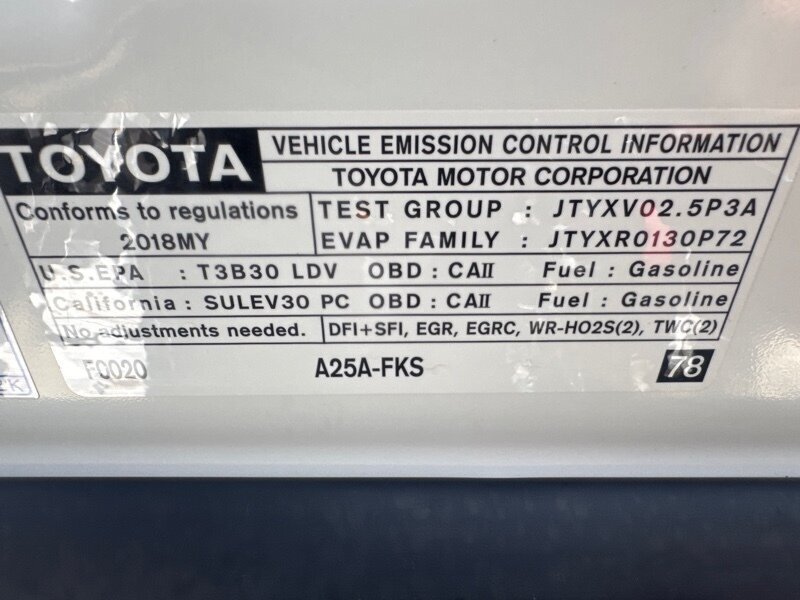 TOYOTA
VEHICLE EMISSION CONTROL INFORMATION
TOYOTA MOTOR CORPORATION
Conforms to regulations
2018MY
TEST GROUP : JTYXV02.5P3A
EVAP FAMILY : JTYXR0130P72
U.S.EPA : T3B30 LDV OBD : CAII Fuel : Gasoline
California : SULEV30 PC OBD : CAII Fuel : Gasoline
No adjustments needed. DFI+SFI, EGR, EGRC, WR-HO2S(2), TWC(2)
F0020 A25A-FKS 78